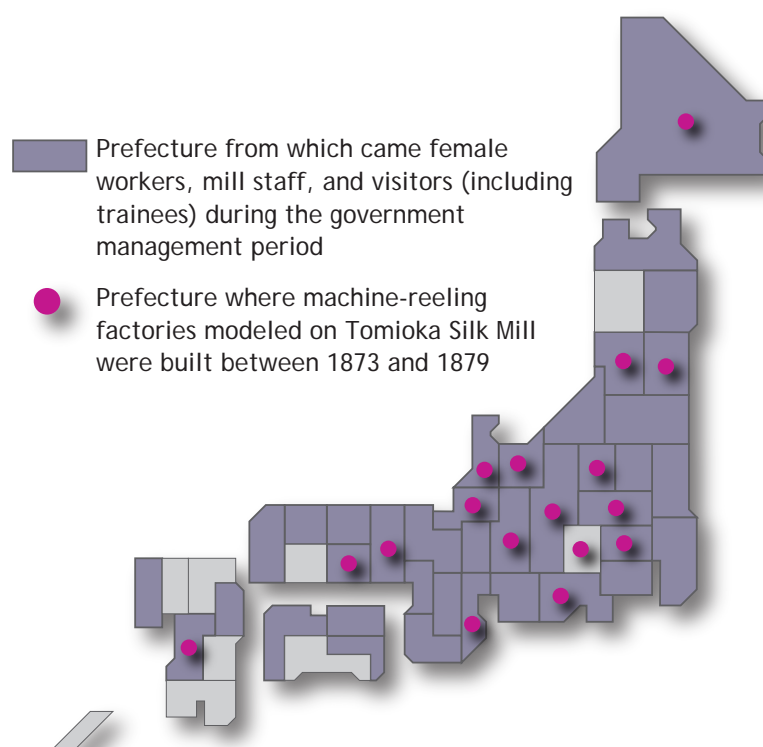 Prefecture from which came female
workers, mill staff, and visitors (including
trainees) during the government
management period
Prefecture where machine-reeling
factories modeled on Tomioka Silk Mill
were built between 1873 and 1879